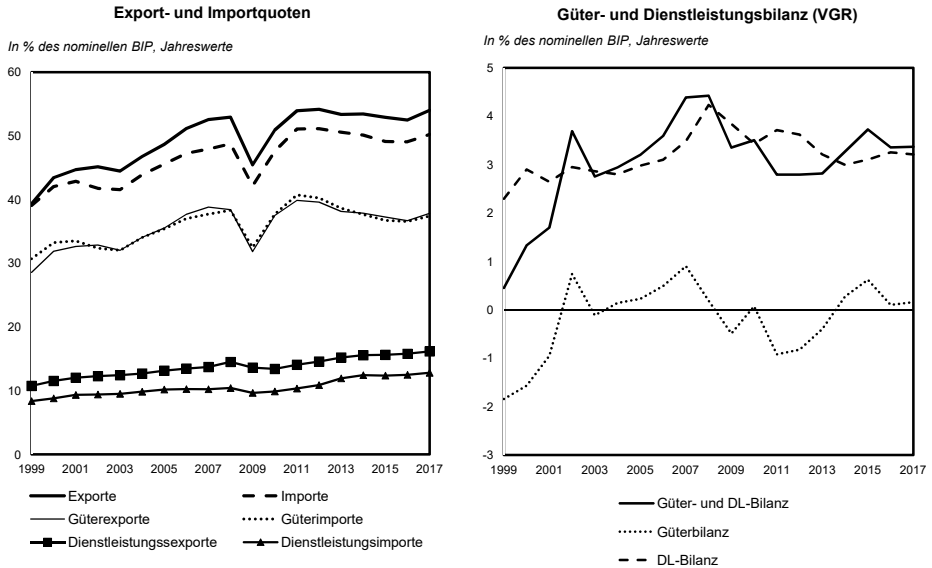 Export- und Importquoten
In % des nominellen BIP, Jahreswerte
60
50
40
30
20
10
0
1999 2001 2003 2005 2007 2009 2011 2013 2015 2017
Exporte
Importe
Güterexporte
Güterimporte
Dienstleistungssexporte
Dienstleistungsimporte
Güter- und Dienstleistungsbilanz (VGR)
In % des nominellen BIP, Jahreswerte
5
4
3
2
1
0
-1
-2
-3
1999 2001 2003 2005 2007 2009 2011 2013 2015 2017
Güter- und DL-Bilanz
Güterbilanz
DL-Bilanz